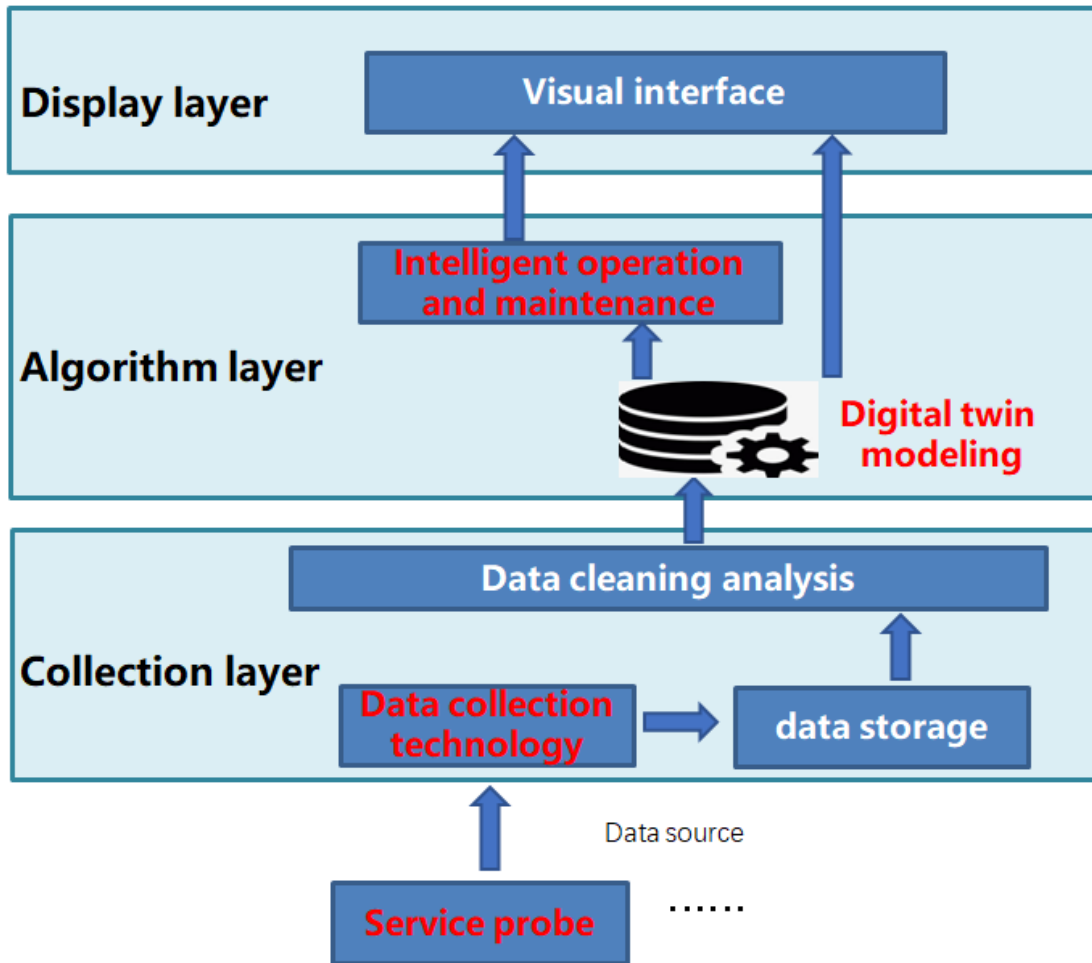 Display layer
Visual interface
Intelligent operation
and maintenance
Algorithm layer
Digital twin
modeling
Data cleaning analysis
Collection layer
Data collection
technology
data storage
Data source
Service probe
......